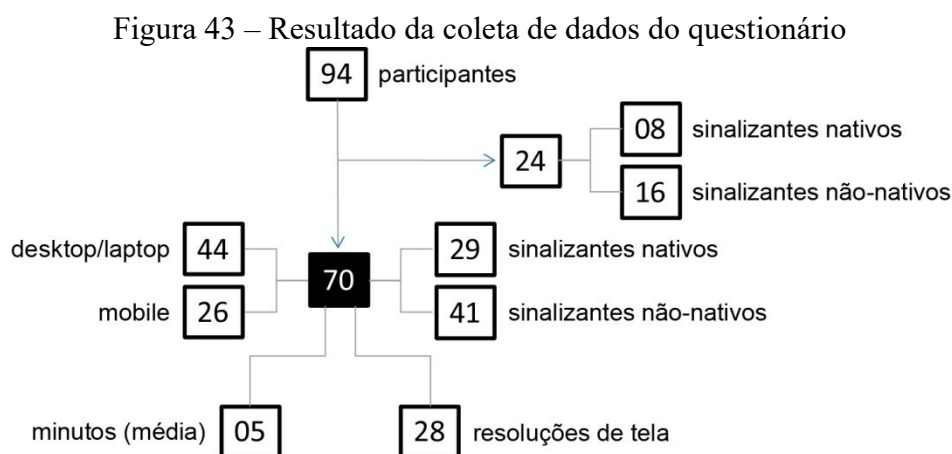 Figura 43 – Resultado da coleta de dados do questionário
94 participantes
08 sinalizantes nativos
24
16 sinalizantes não-nativos
desktop/laptop 44
29 sinalizantes nativos
70
mobile 26
41 sinalizantes não-nativos
minutos (média) 05
28 resoluções de tela